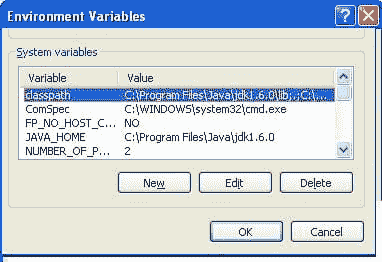 Environment Variables
System variables
Variable Value
classpath C:\Program Files\Java\jdk1.6.0\lib;.;C:\...
ComSpec C:\WINDOWS\system32\cmd.exe
FP_NO_HOST_C... NO
JAVA_HOME C:\Program Files\Java\jdk1.6.0
NUMBER_OF_P... 2
New Edit Delete
OK Cancel